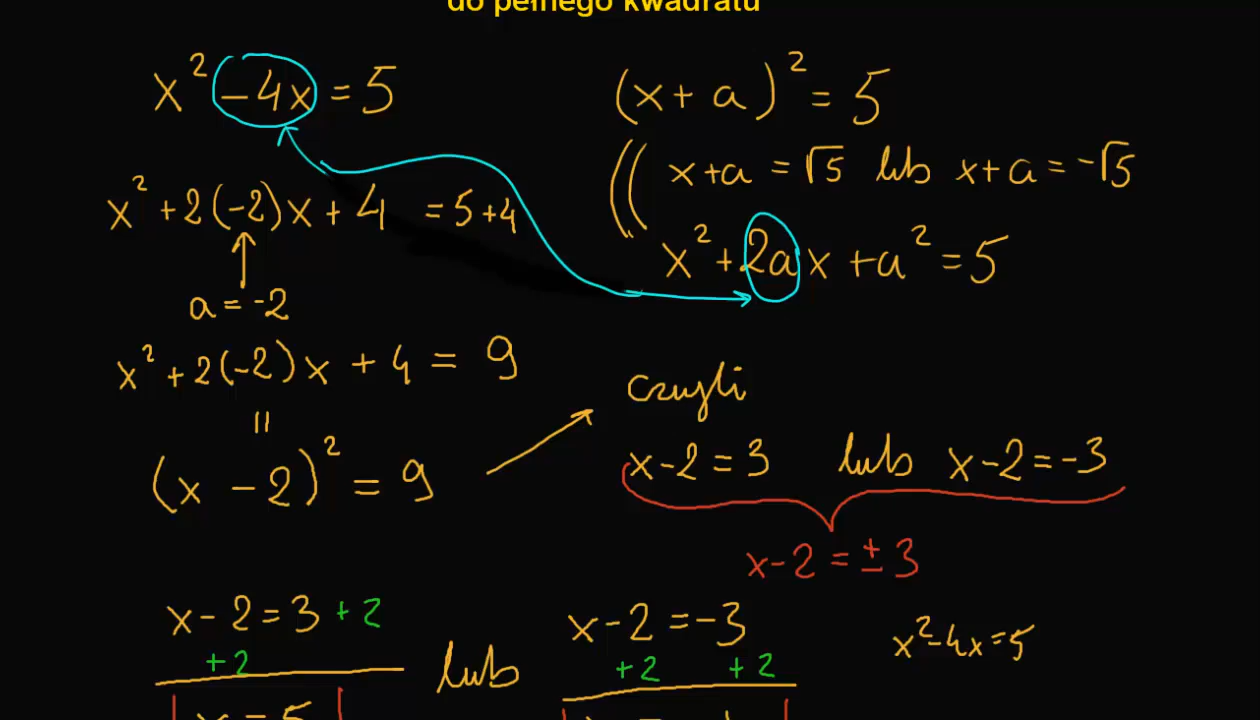 do pełnego kwadratu
x² -4x = 5
x² + 2(-2)x + 4 = 5+4
a = -2
x² + 2(-2)x + 4 = 9
||
(x - 2)² = 9
(x + a)² = 5
x+a = √5 lub x+a = -√5
x² + 2ax + a² = 5
czyli
x-2 = 3 lub x-2 = -3
x-2 = ± 3
x-2 = 3 +2
+2
lub
x-2 = -3
+2 +2
x²-4x=5
x = 5